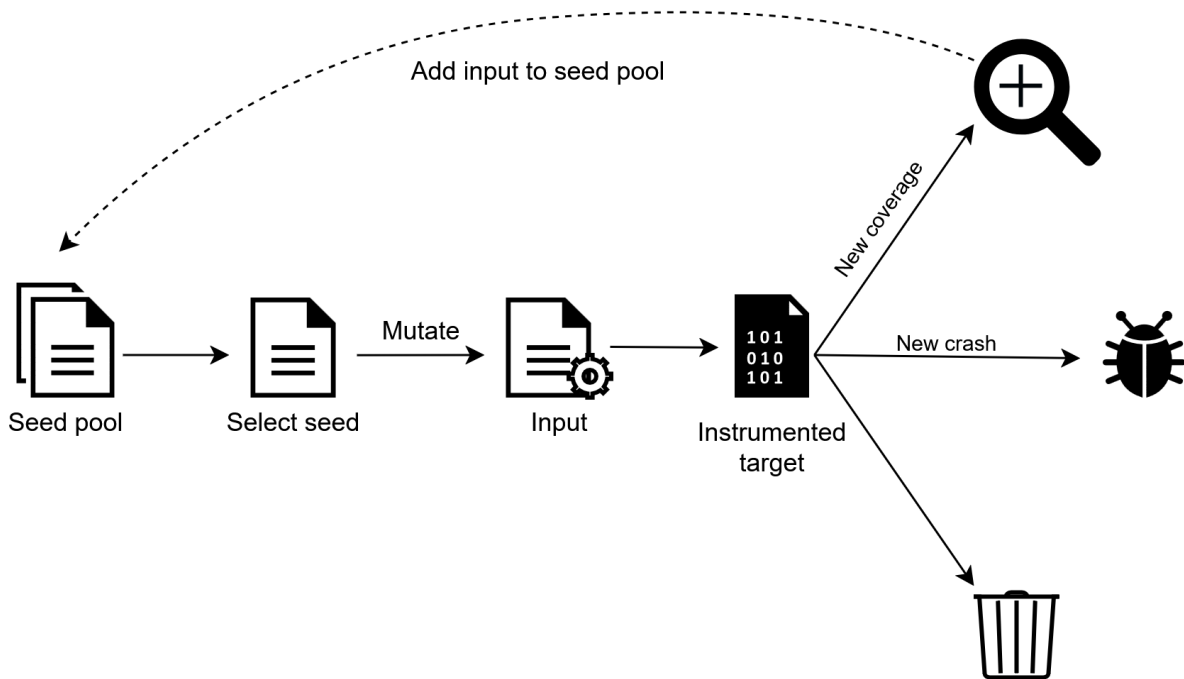 Add input to seed pool
New coverage
Mutate
New crash
101
010
101
Seed pool
Select seed
Input
Instrumented
target